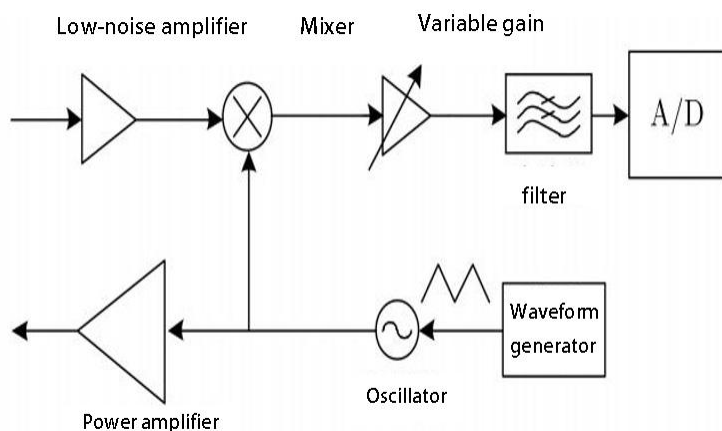 Low-noise amplifier
Mixer
Variable gain
A/D
filter
Waveform
generator
Oscillator
Power amplifier